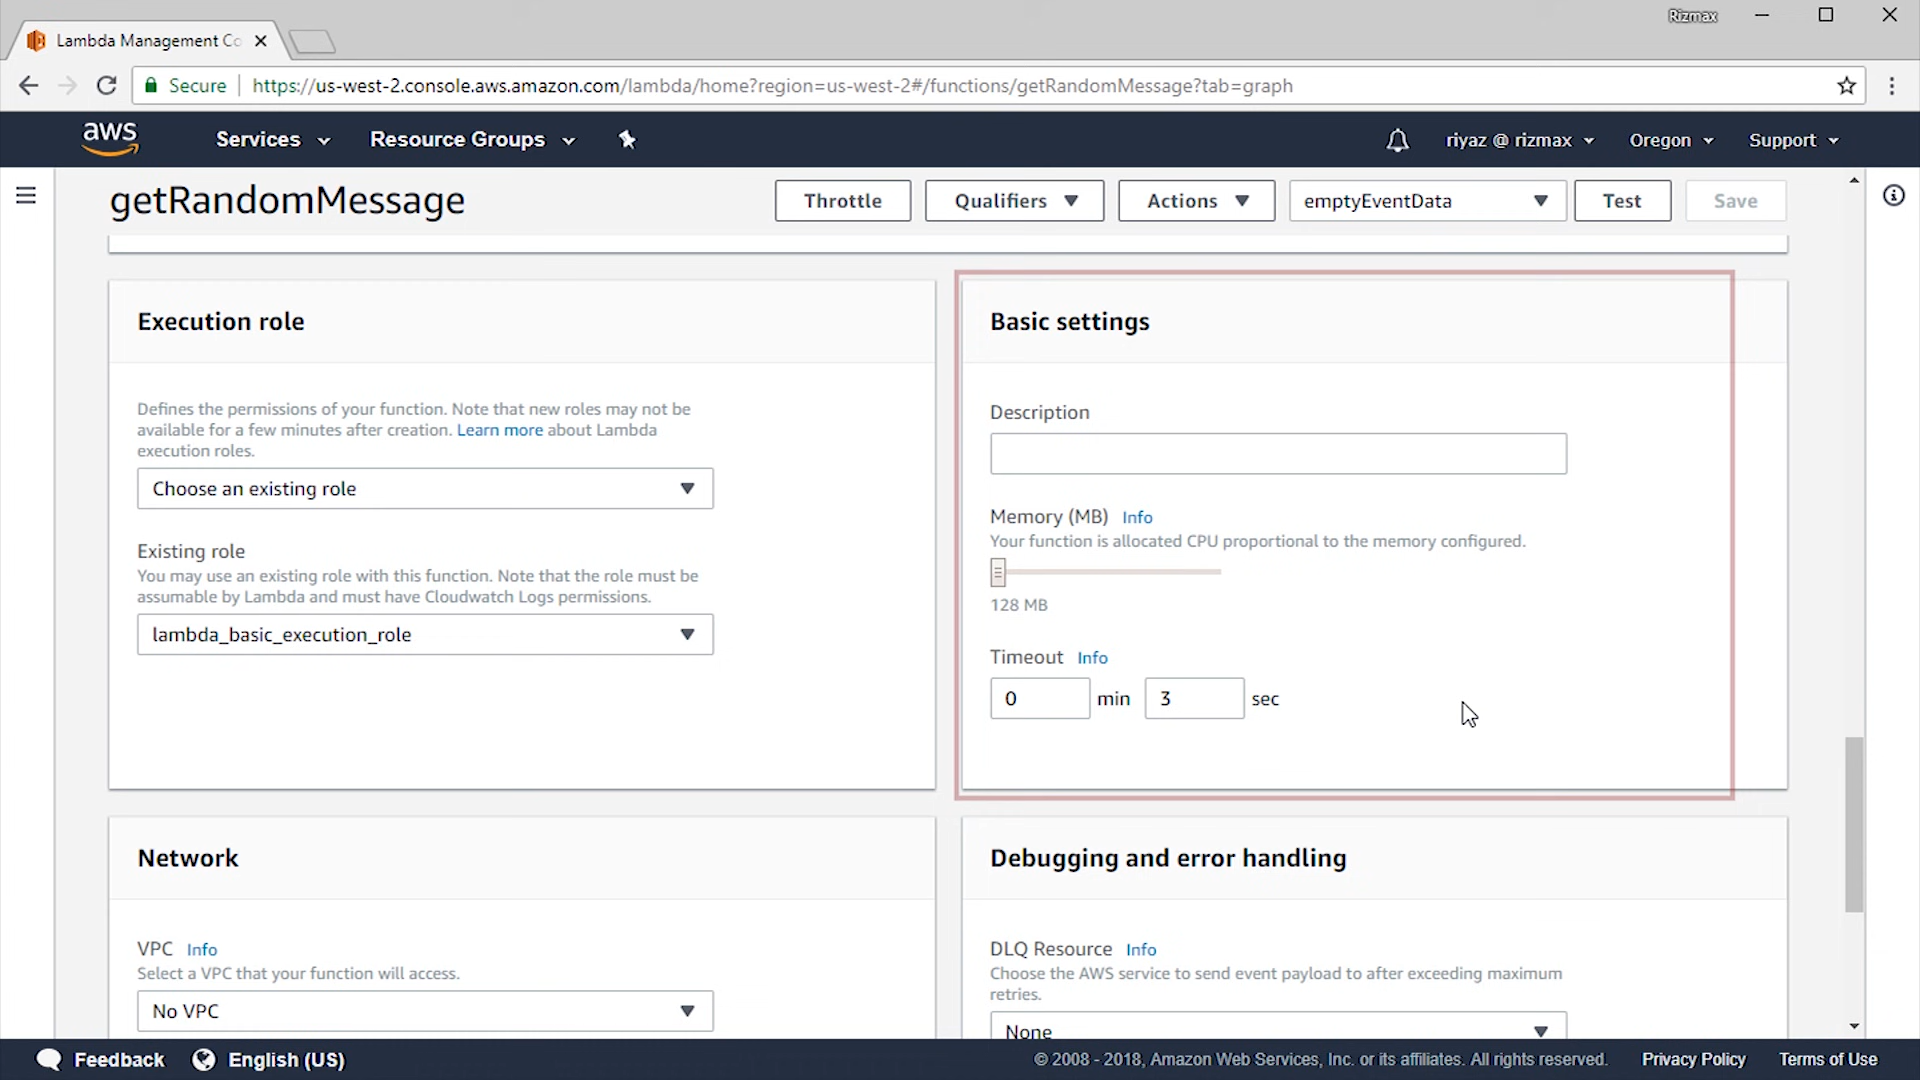 Rizmax
Lambda Management Co
Secure
https://us-west-2.console.aws.amazon.com/lambda/home?region=us-west-2#/functions/getRandomMessage?tab=graph
aws
Services
Resource Groups
riyaz @ rizmax
Oregon
Support
getRandomMessage
Throttle
Qualifiers
Actions
emptyEventData
Test
Save
Execution role
Defines the permissions of your function. Note that new roles may not be
available for a few minutes after creation. Learn more about Lambda
execution roles.
Choose an existing role
Existing role
You may use an existing role with this function. Note that the role must be
assumable by Lambda and must have Cloudwatch Logs permissions.
lambda_basic_execution_role
Basic settings
Description
Memory (MB) Info
Your function is allocated CPU proportional to the memory configured.
128 MB
Timeout Info
0 min 3 sec
Network
VPC Info
Select a VPC that your function will access.
No VPC
Debugging and error handling
DLQ Resource Info
Choose the AWS service to send event payload to after exceeding maximum
retries.
None
Feedback
English (US)
© 2008 - 2018, Amazon Web Services, Inc. or its affiliates. All rights reserved.
Privacy Policy
Terms of Use